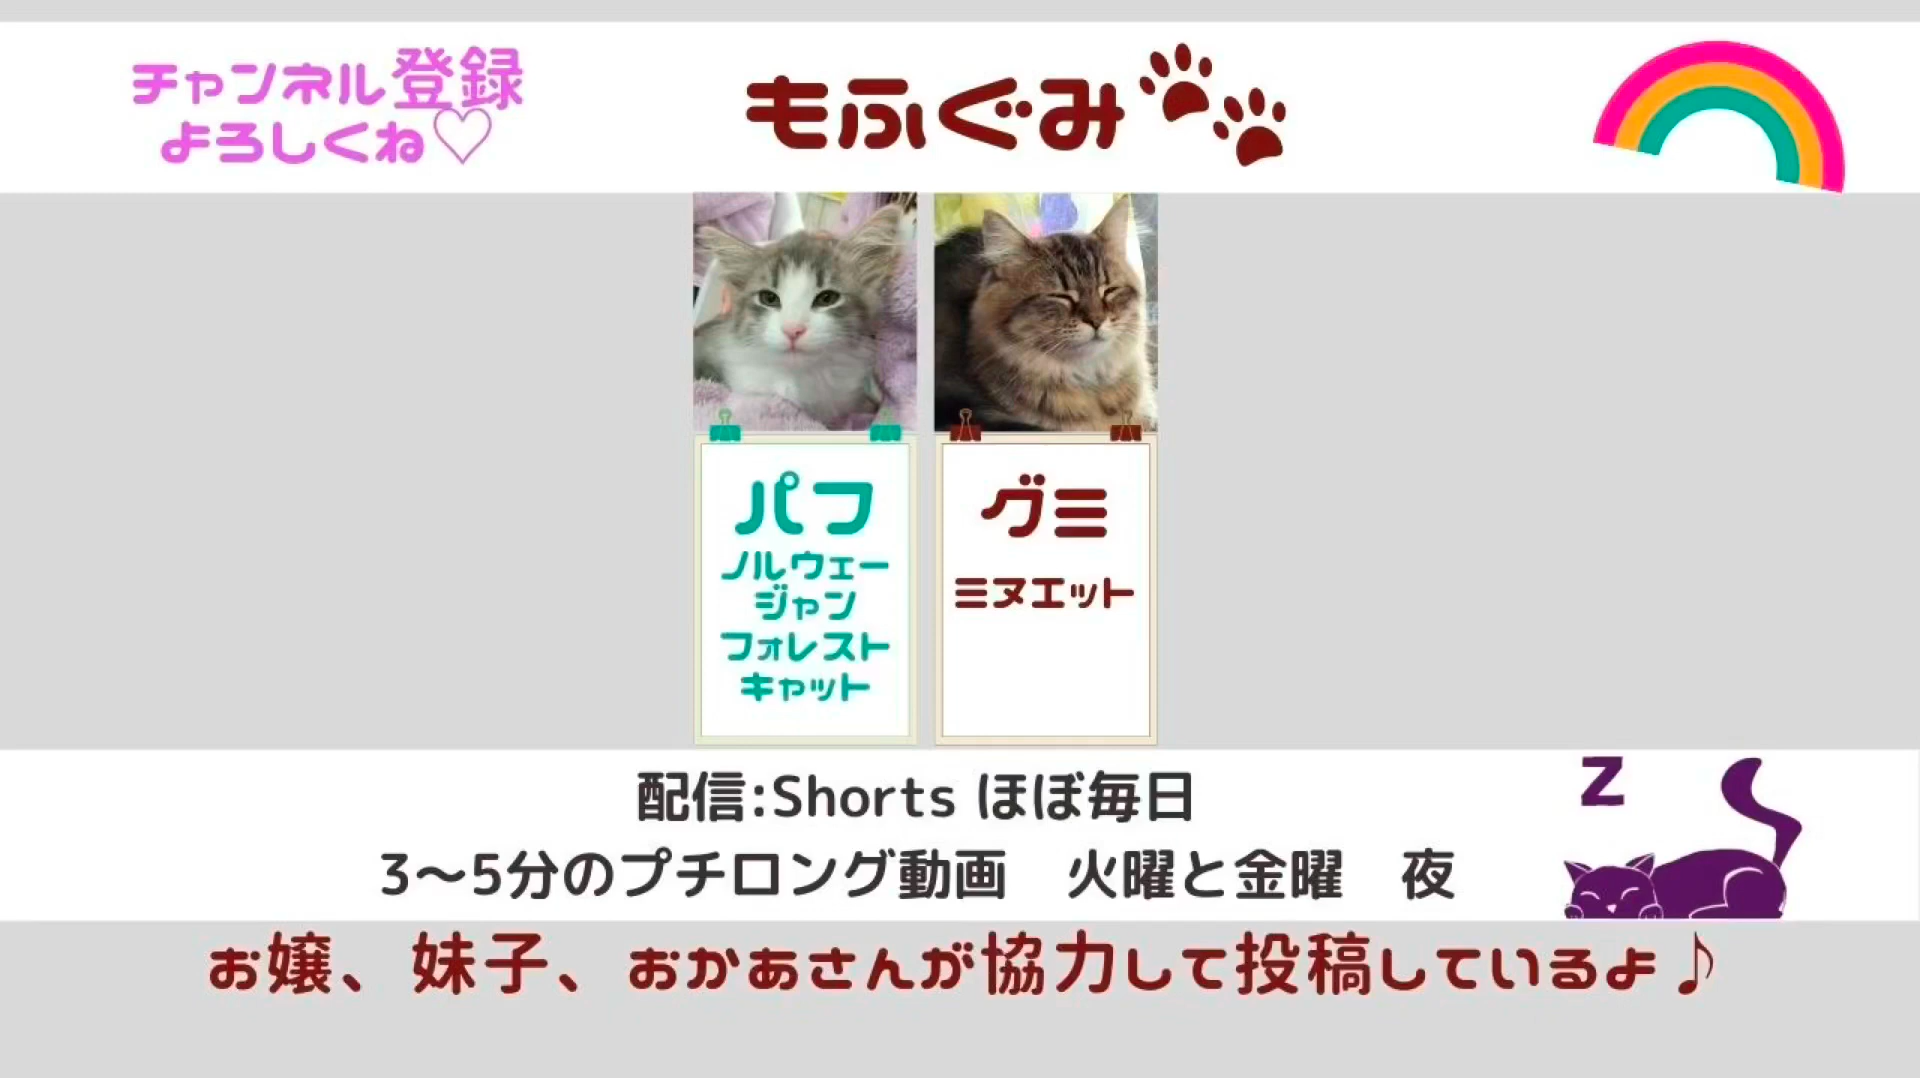 チャンネル登録
よろしくね♡
もふぐみ
パフ
ノルウェー
ジャン
フォレスト
キャット
グミ
ミヌエット
配信:Shorts ほぼ毎日
3〜5分のプチロング動画　火曜と金曜　夜
Z
お嬢、妹子、おかあさんが協力して投稿しているよ♪